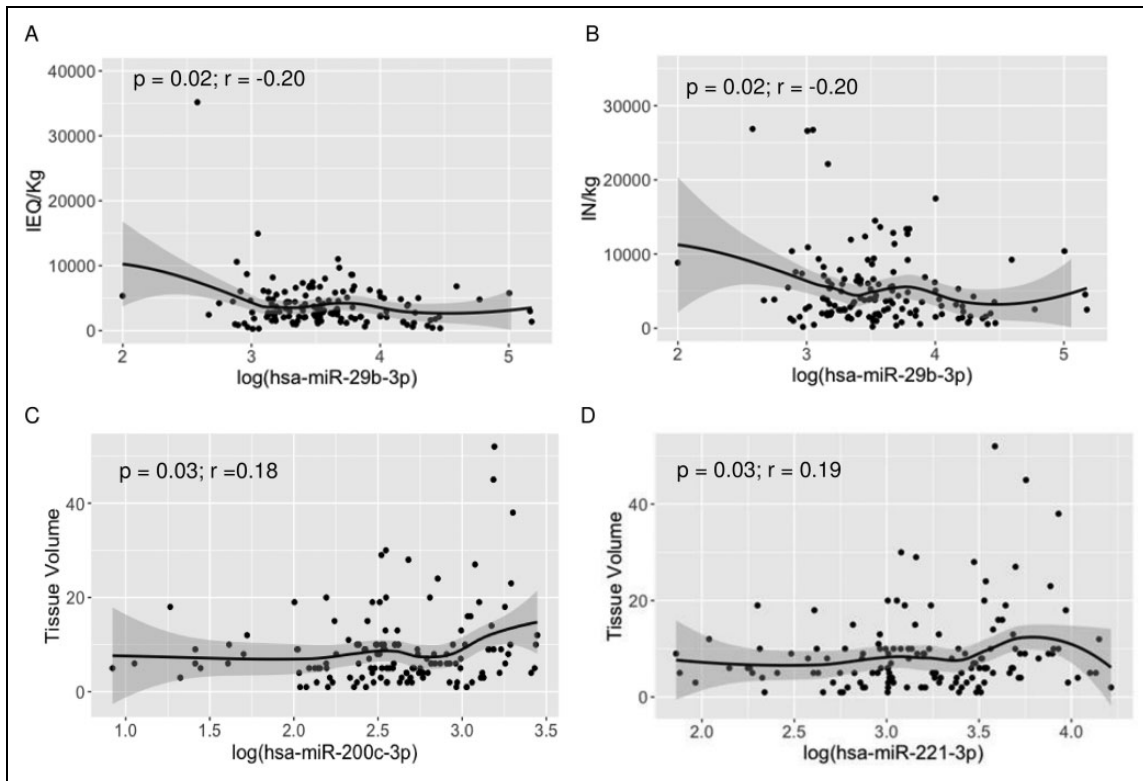 A
p = 0.02; r = -0.20
IEQ/Kg
40000
30000
20000
10000
0
2
3
4
5
log(hsa-miR-29b-3p)
B
p = 0.02; r = -0.20
IN/kg
30000
20000
10000
0
2
3
4
5
log(hsa-miR-29b-3p)
C
p = 0.03; r =0.18
Tissue Volume
40
20
0
1.0
1.5
2.0
2.5
3.0
3.5
log(hsa-miR-200c-3p)
D
p = 0.03; r = 0.19
Tissue Volume
40
20
0
2.0
2.5
3.0
3.5
4.0
log(hsa-miR-221-3p)